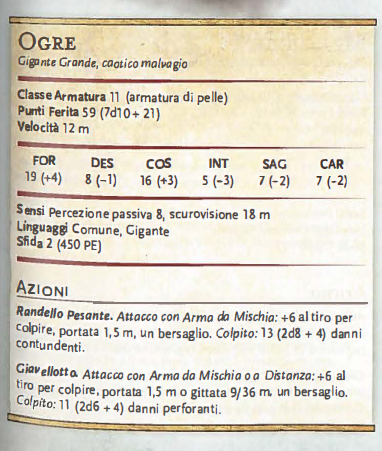 OGRE
Gigante Grande, caotico malvagio
Classe Armatura 11 (armatura di pelle)
Punti Ferita 59 (7d10+ 21)
Velocità 12 m
FOR DES COS INT SAG CAR
19 (+4) 8 (-1) 16 (+3) 5 (-3) 7 (-2) 7 (-2)
Sensi Percezione passiva 8, scurovisione 18 m
Linguaggi Comune, Gigante
Sfida 2 (450 PE)
AZIONI
Randello Pesante. Attacco con Arma da Mischia: +6 al tiro per
colpire, portata 1,5 m, un bersaglio. Colpito: 13 (2d8 + 4) danni
contundenti.
Giavellotto. Attacco con Arma da Mischia o a Distanza: +6 al
tiro per colpire, portata 1,5 m o gittata 9/36 m, un bersaglio.
Colpito: 11 (2d6 + 4) danni perforanti.